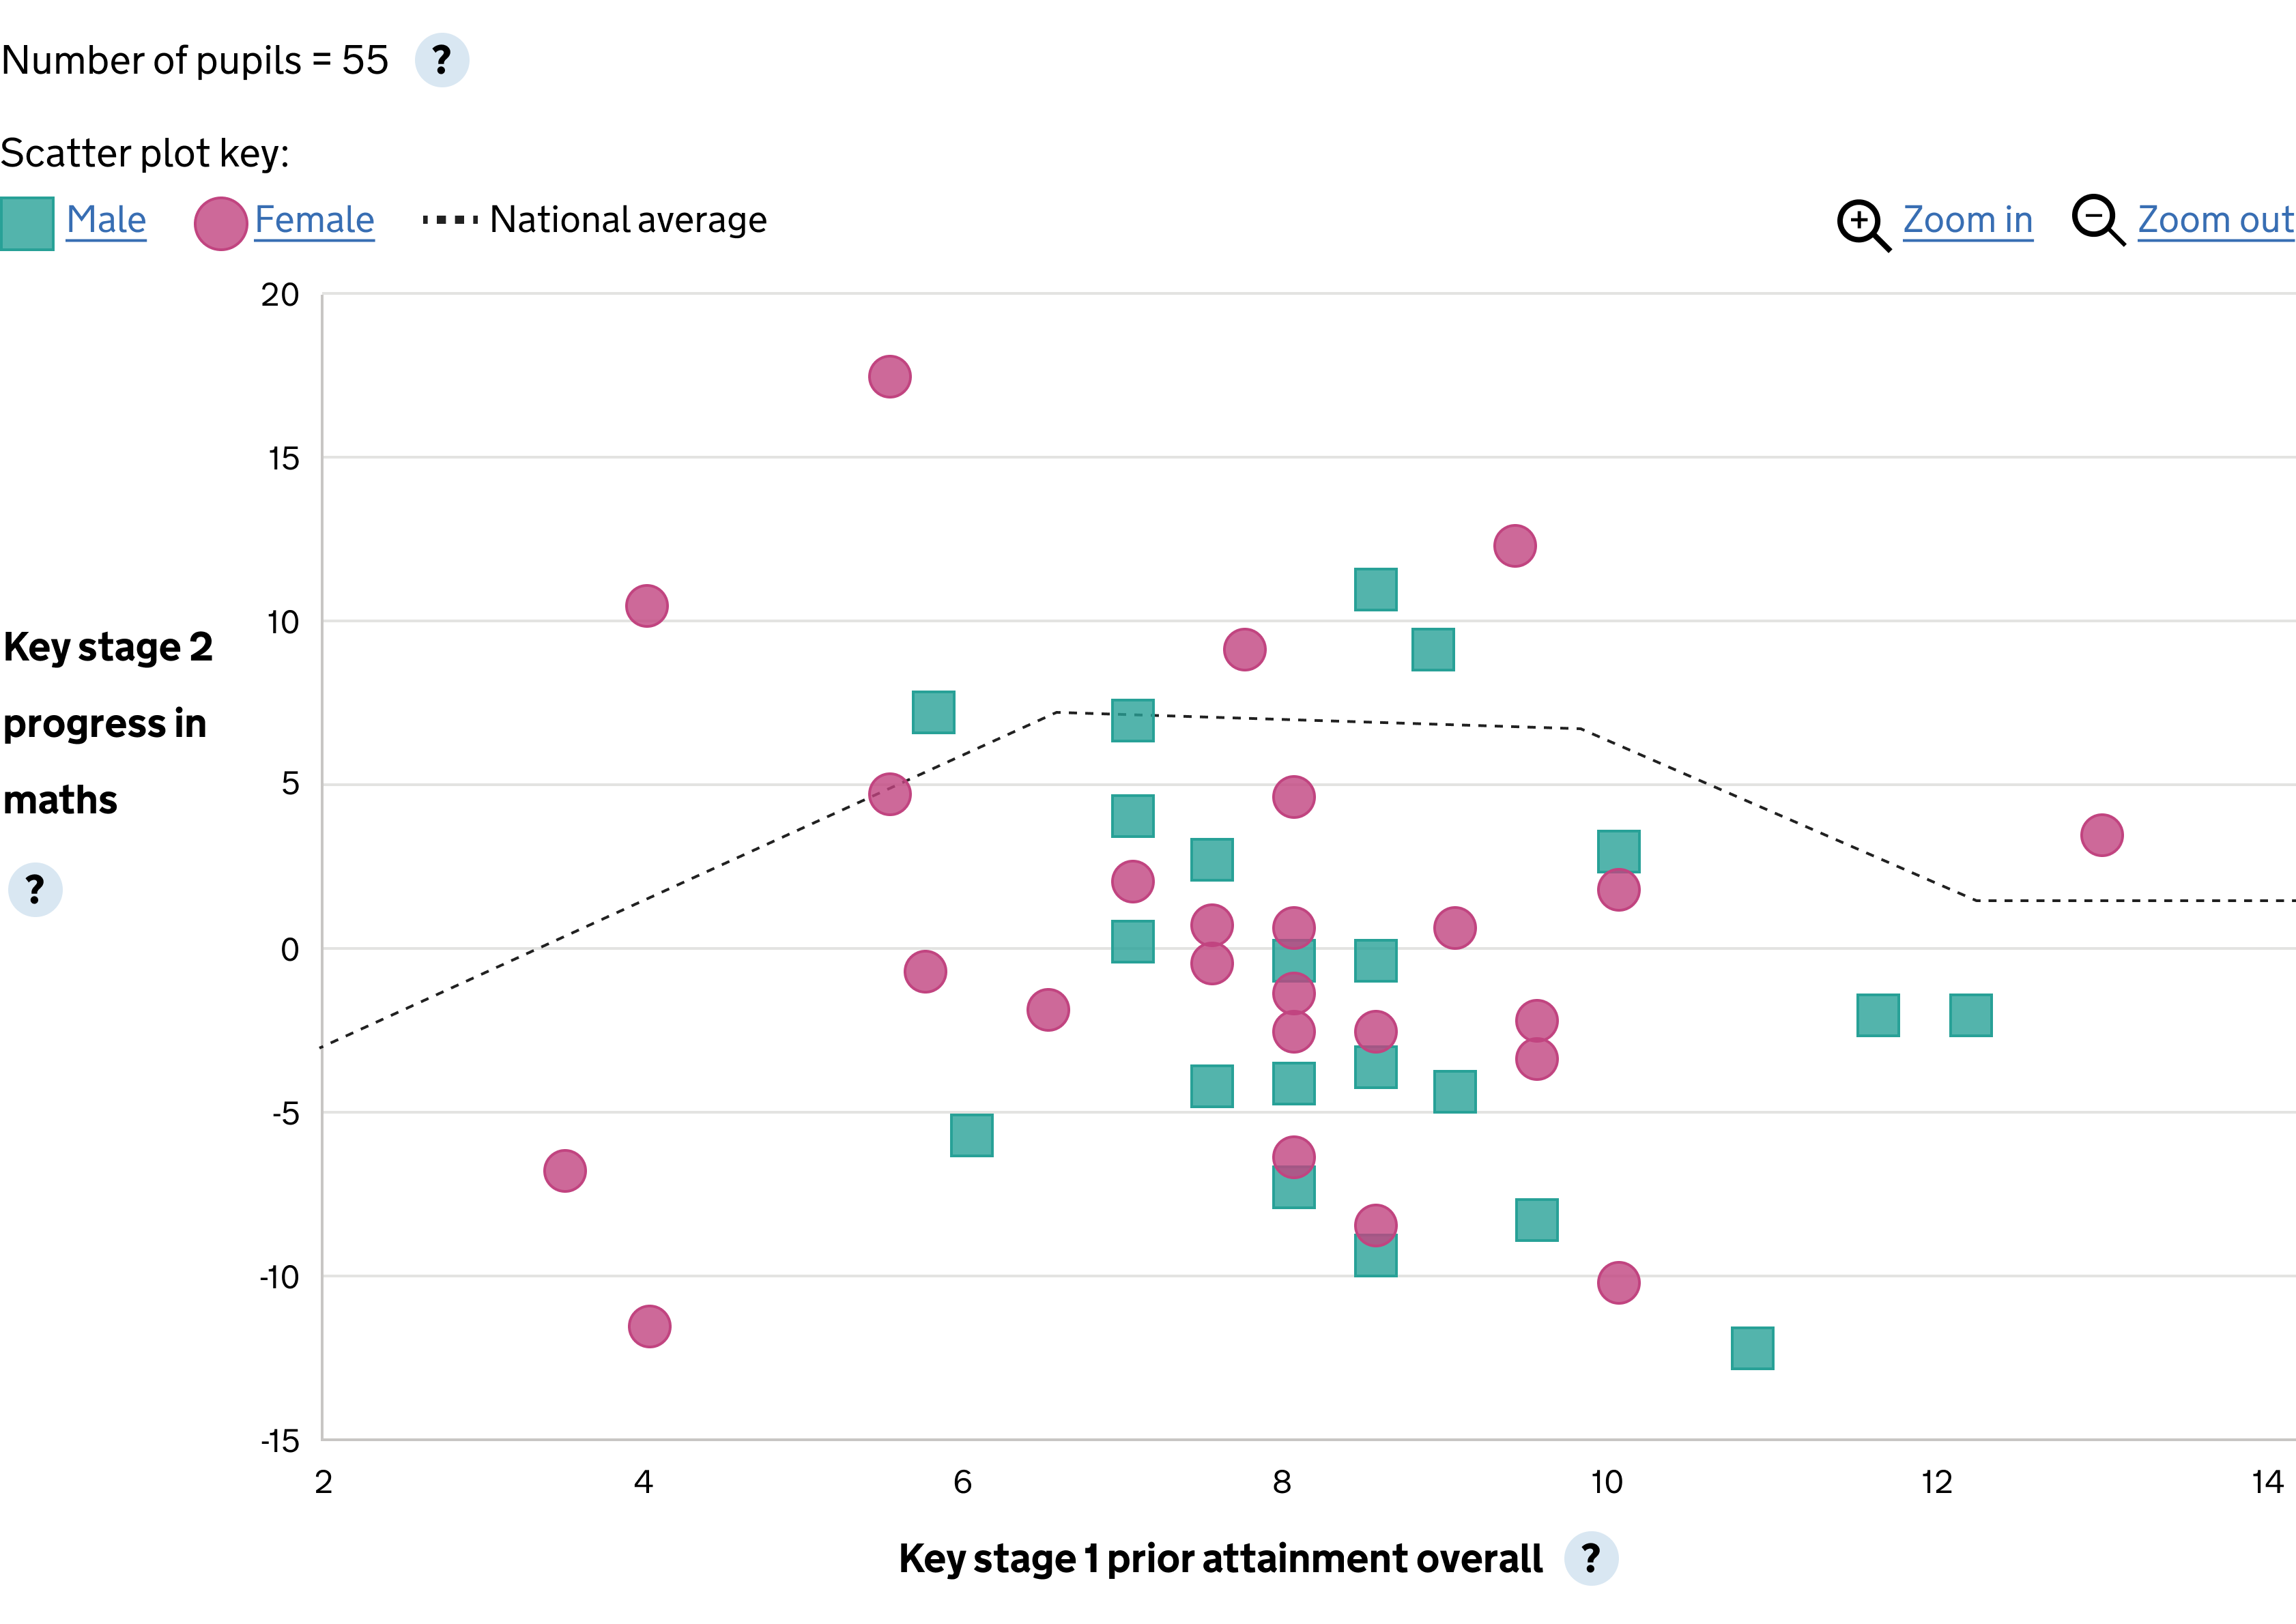 Number of pupils = 55 ?
Scatter plot key:
Male Female National average Zoom in Zoom out
20
15
10
5
0
-5
-10
-15
Key stage 2
progress in
maths
?
2 4 6 8 10 12 14
Key stage 1 prior attainment overall ?